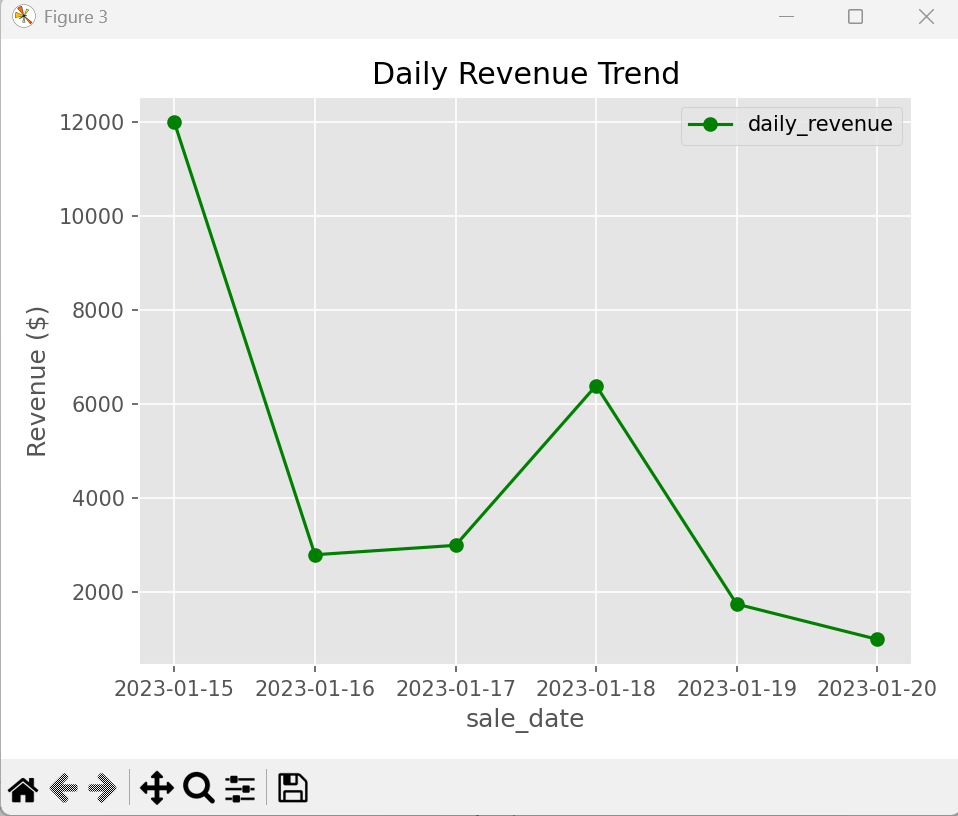 Figure 3
Daily Revenue Trend
daily_revenue
12000
10000
8000
6000
4000
2000
Revenue ($)
2023-01-15 2023-01-16 2023-01-17 2023-01-18 2023-01-19 2023-01-20
sale_date